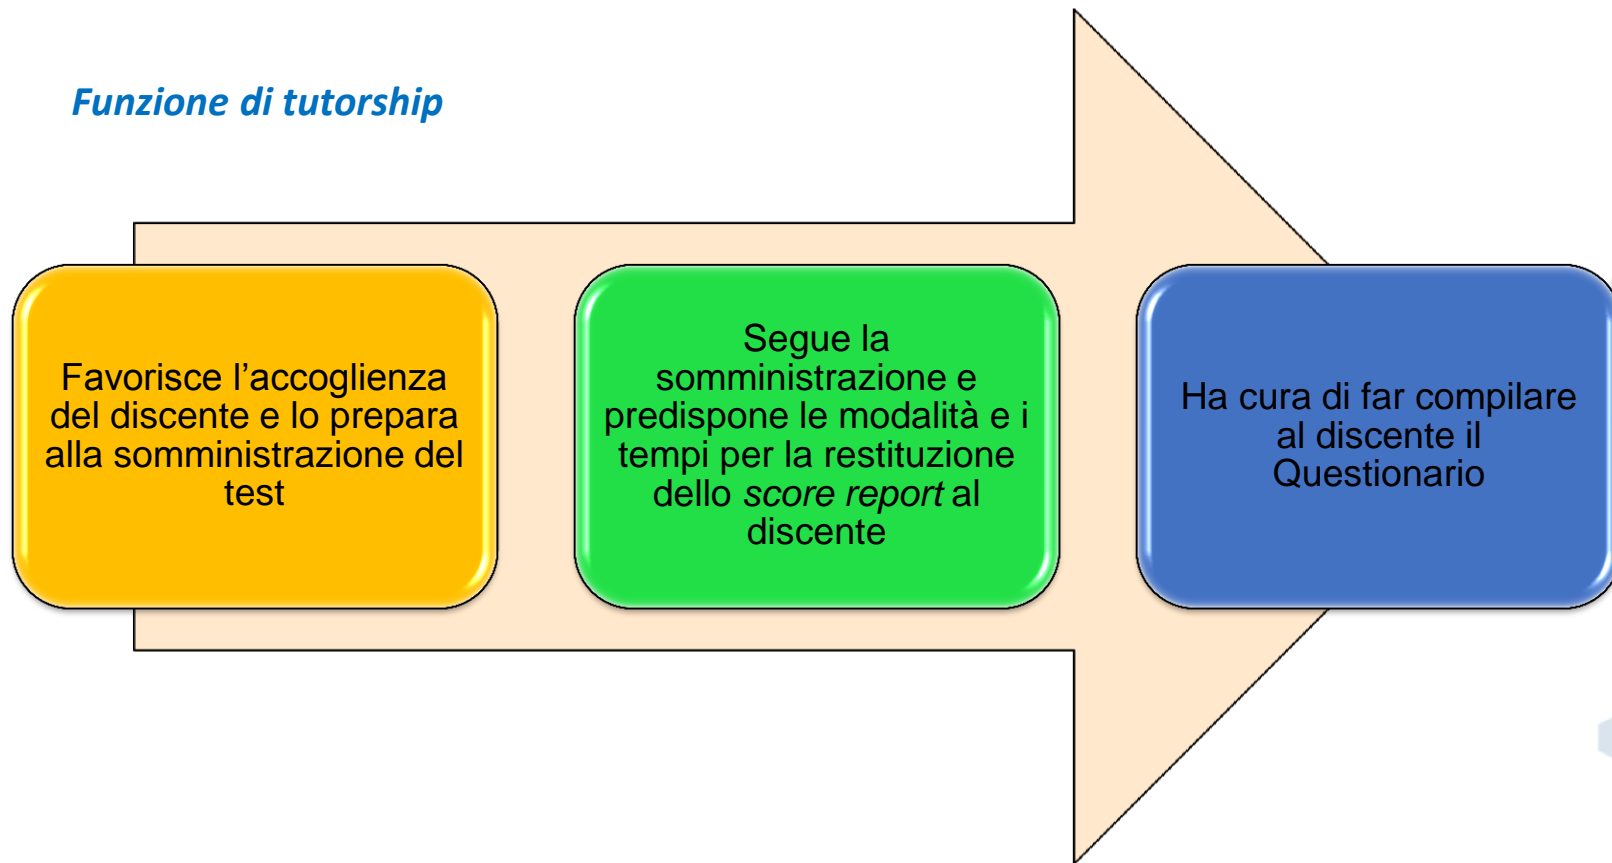 Funzione di tutorship
Favorisce l’accoglienza
del discente e lo prepara
alla somministrazione del
test
Segue la
somministrazione e
predispone le modalità e i
tempi per la restituzione
dello score report al
discente
Ha cura di far compilare
al discente il
Questionario